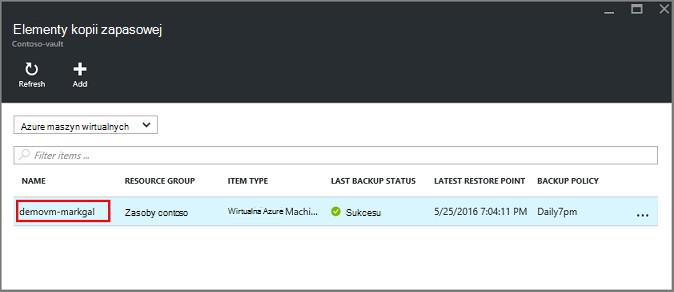 Elementy kopii zapasowej
Contoso-vault
Refresh Add
Azure maszyn wirtualnych
Filter items ...
NAME RESOURCE GROUP ITEM TYPE LAST BACKUP STATUS LATEST RESTORE POINT BACKUP POLICY
demovm-markgal Zasoby contoso Wirtualna Azure Machi... Sukcesu 5/25/2016 7:04:11 PM Daily7pm ...